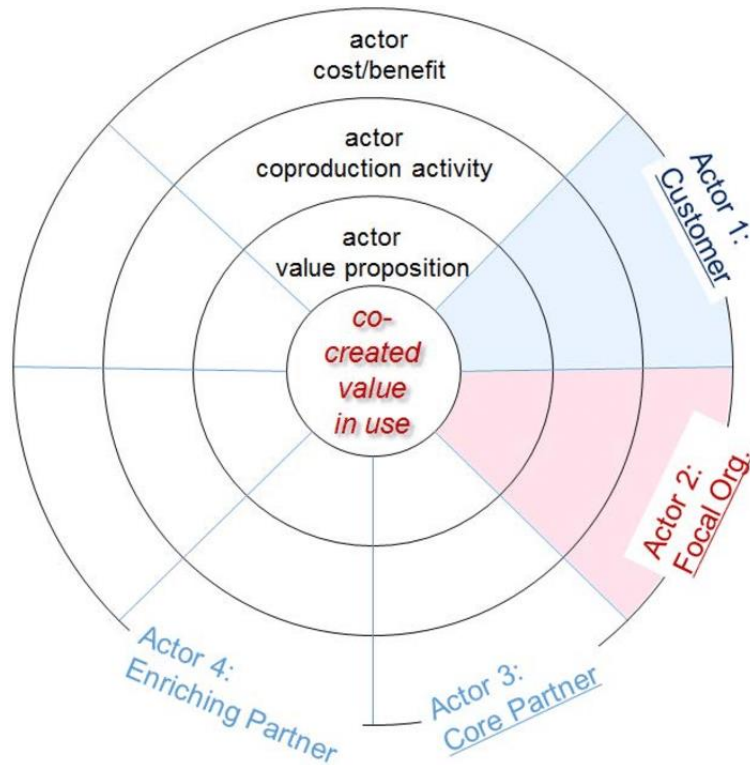 actor
cost/benefit
actor
coproduction activity
actor
value proposition
co-
created
value
in use
Actor 1:
Customer
Actor 2:
Focal Org.
Actor 3:
Core Partner
Actor 4:
Enriching Partner